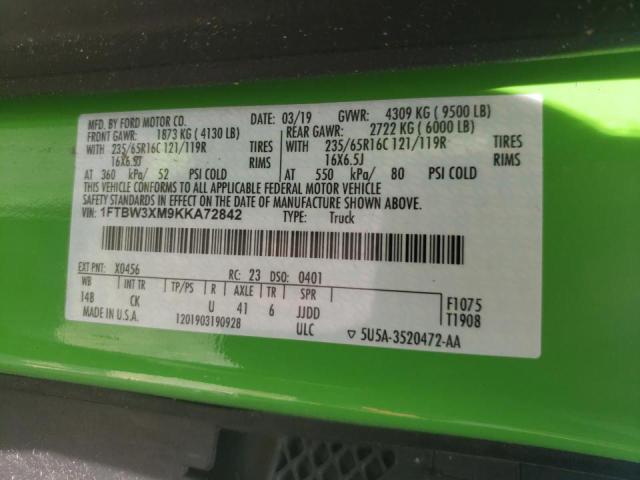 MFD. BY FORD MOTOR CO. 03/19 GVWR: 4309 KG (9500 LB)
FRONT GAWR: 1873 KG (4130 LB) REAR GAWR: 2722 KG (6000 LB)
WITH 235/65R16C 121/119R TIRES WITH 235/65R16C 121/119R TIRES
16X6.5J RIMS 16X6.5J RIMS
AT 360 kPa/ 52 PSI COLD AT 550 kPa/ 80 PSI COLD
THIS VEHICLE CONFORMS TO ALL APPLICABLE FEDERAL MOTOR VEHICLE
SAFETY STANDARDS IN EFFECT ON THE DATE OF MANUFACTURE SHOWN ABOVE.
VIN: 1FTBW3XM9KKA72842 TYPE: Truck
EXT PNT: X0456 RC: 23 DSO: 0401
WB INT TR TP/PS R AXLE TR SPR
148 CK U 41 6 JJDD F1075
MADE IN U.S.A. 1201903190928 ULC T1908
▽ 5U5A-3520472-AA